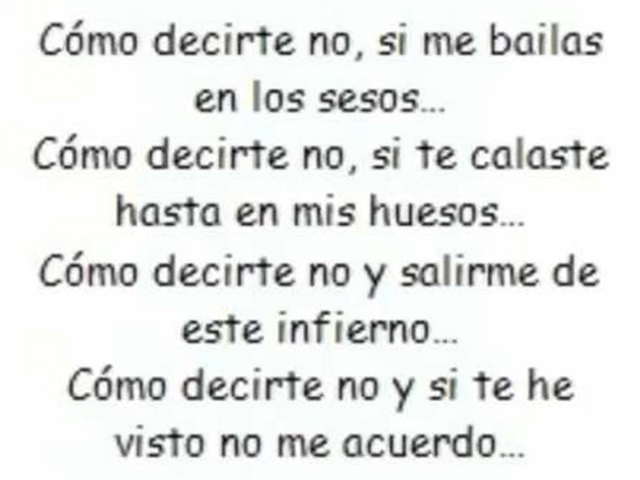 Cómo decirte no, si me bailas
en los sesos...
Cómo decirte no, si te calaste
hasta en mis huesos...
Cómo decirte no y salirme de
este infierno...
Cómo decirte no y si te he
visto no me acuerdo...